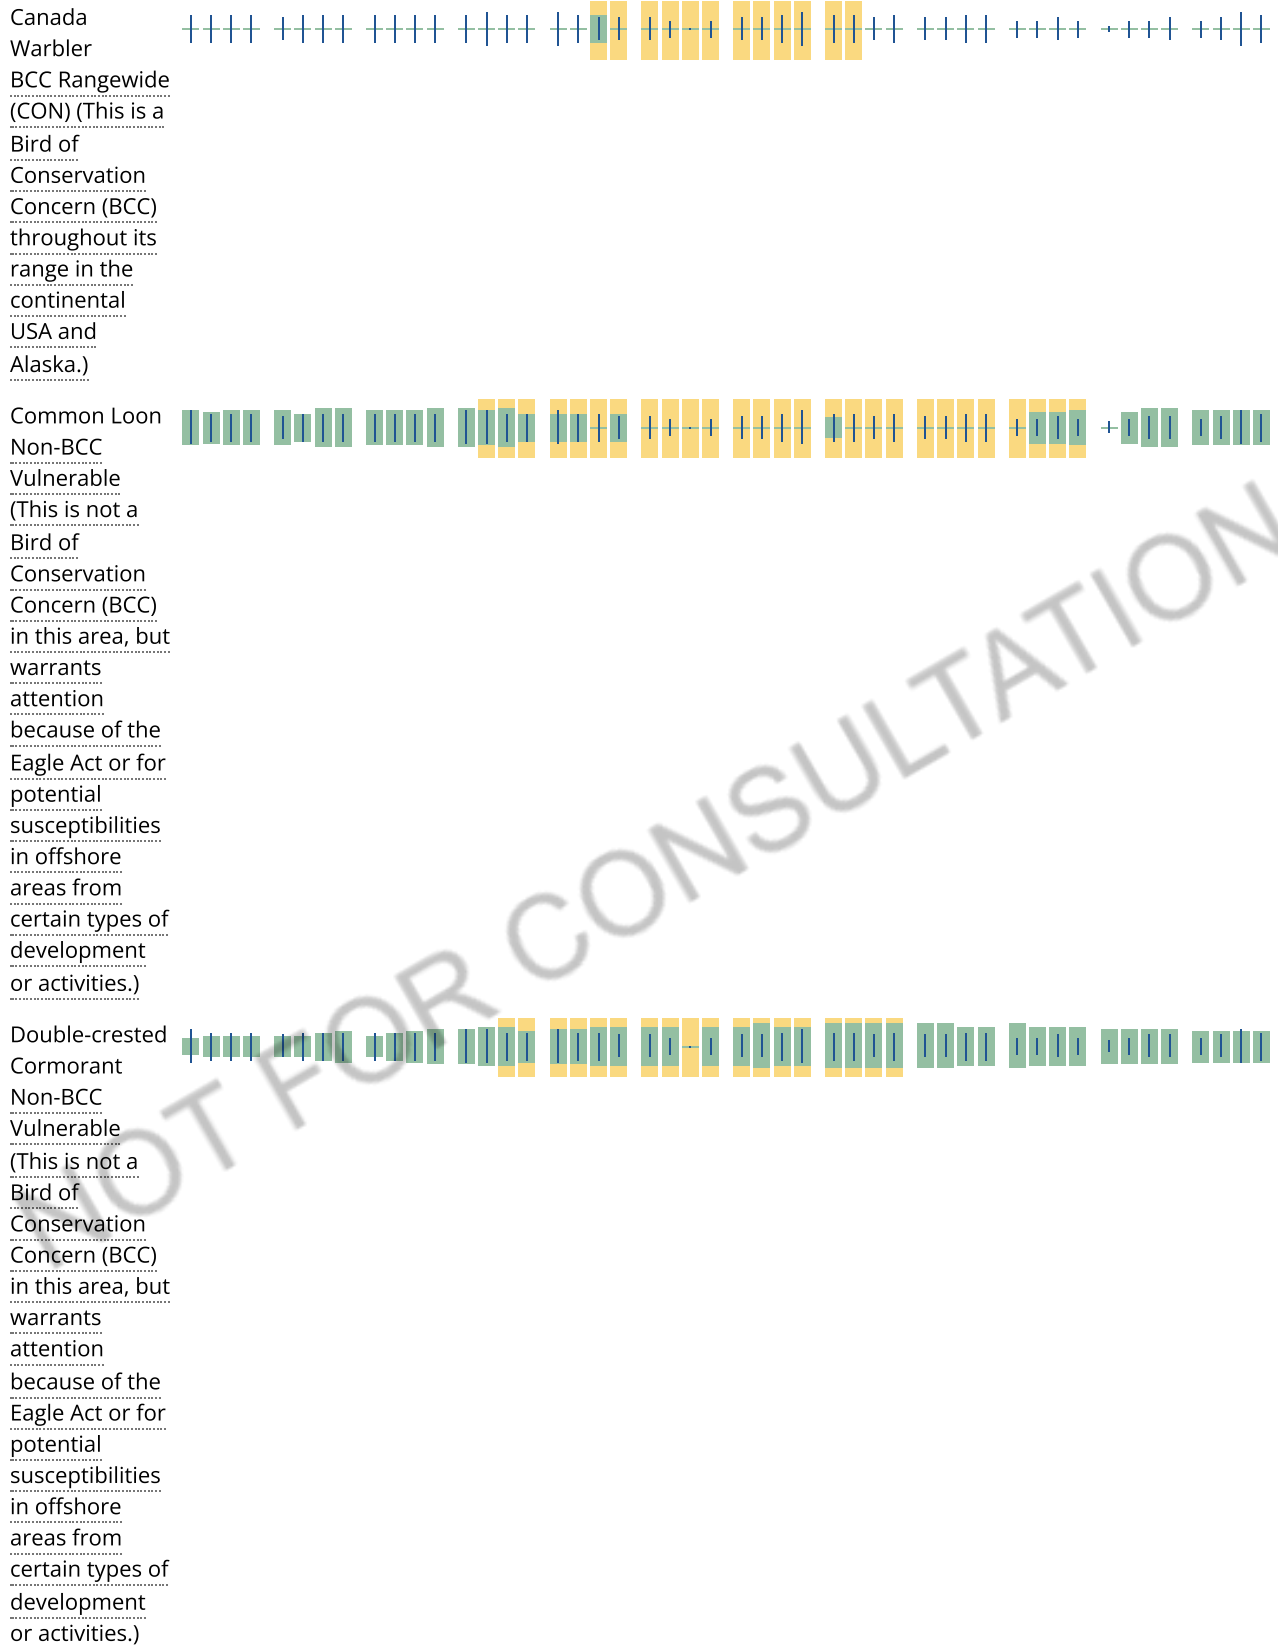 Canada
Warbler
BCC Rangewide
(CON) (This is a
Bird of
Conservation
Concern (BCC)
throughout its
range in the
continental
USA and
Alaska.)
Common Loon
Non-BCC
Vulnerable
(This is not a
Bird of
Conservation
Concern (BCC)
in this area, but
warrants
attention
because of the
Eagle Act or for
potential
susceptibilities
in offshore
areas from
certain types of
development
or activities.)
Double-crested
Cormorant
Non-BCC
Vulnerable
(This is not a
Bird of
Conservation
Concern (BCC)
in this area, but
warrants
attention
because of the
Eagle Act or for
potential
susceptibilities
in offshore
areas from
certain types of
development
or activities.)
NOT FOR CONSULTATION